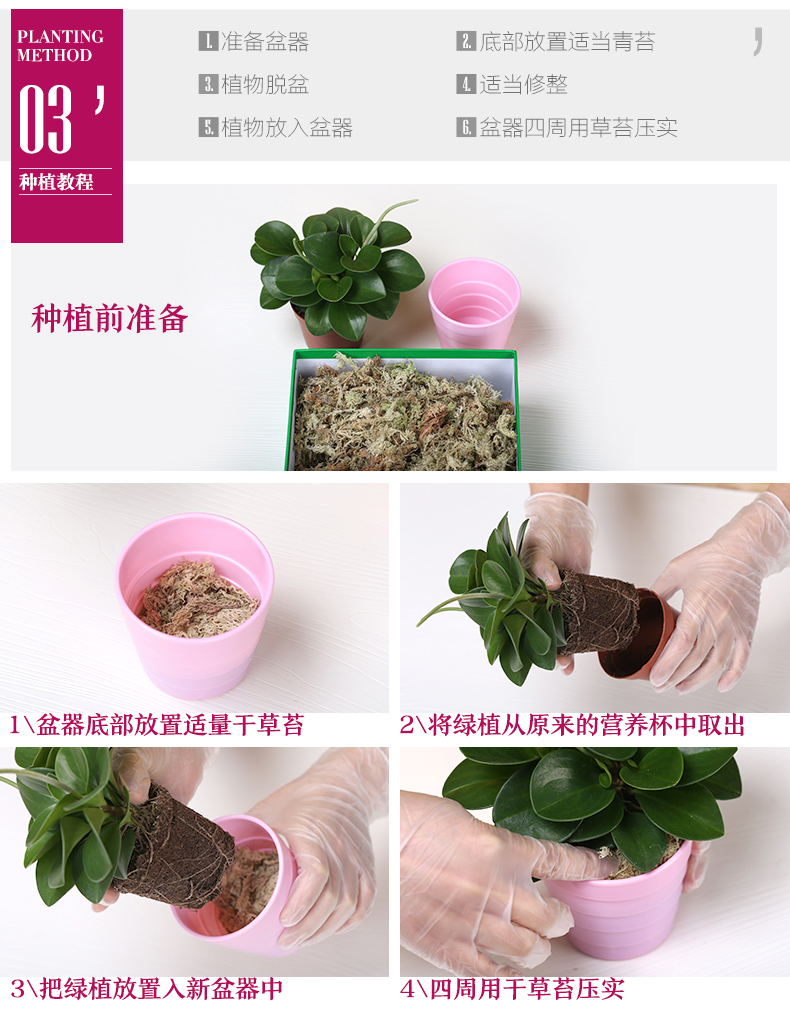 PLANTING
METHOD
03
种植教程
1. 准备盆器
2. 底部放置适当青苔
3. 植物脱盆
4. 适当修整
5. 植物放入盆器
6. 盆器四周用草苔压实
种植前准备
1\盆器底部放置适量干草苔
2\将绿植从原来的营养杯中取出
3\把绿植放置入新盆器中
4\四周用干草苔压实